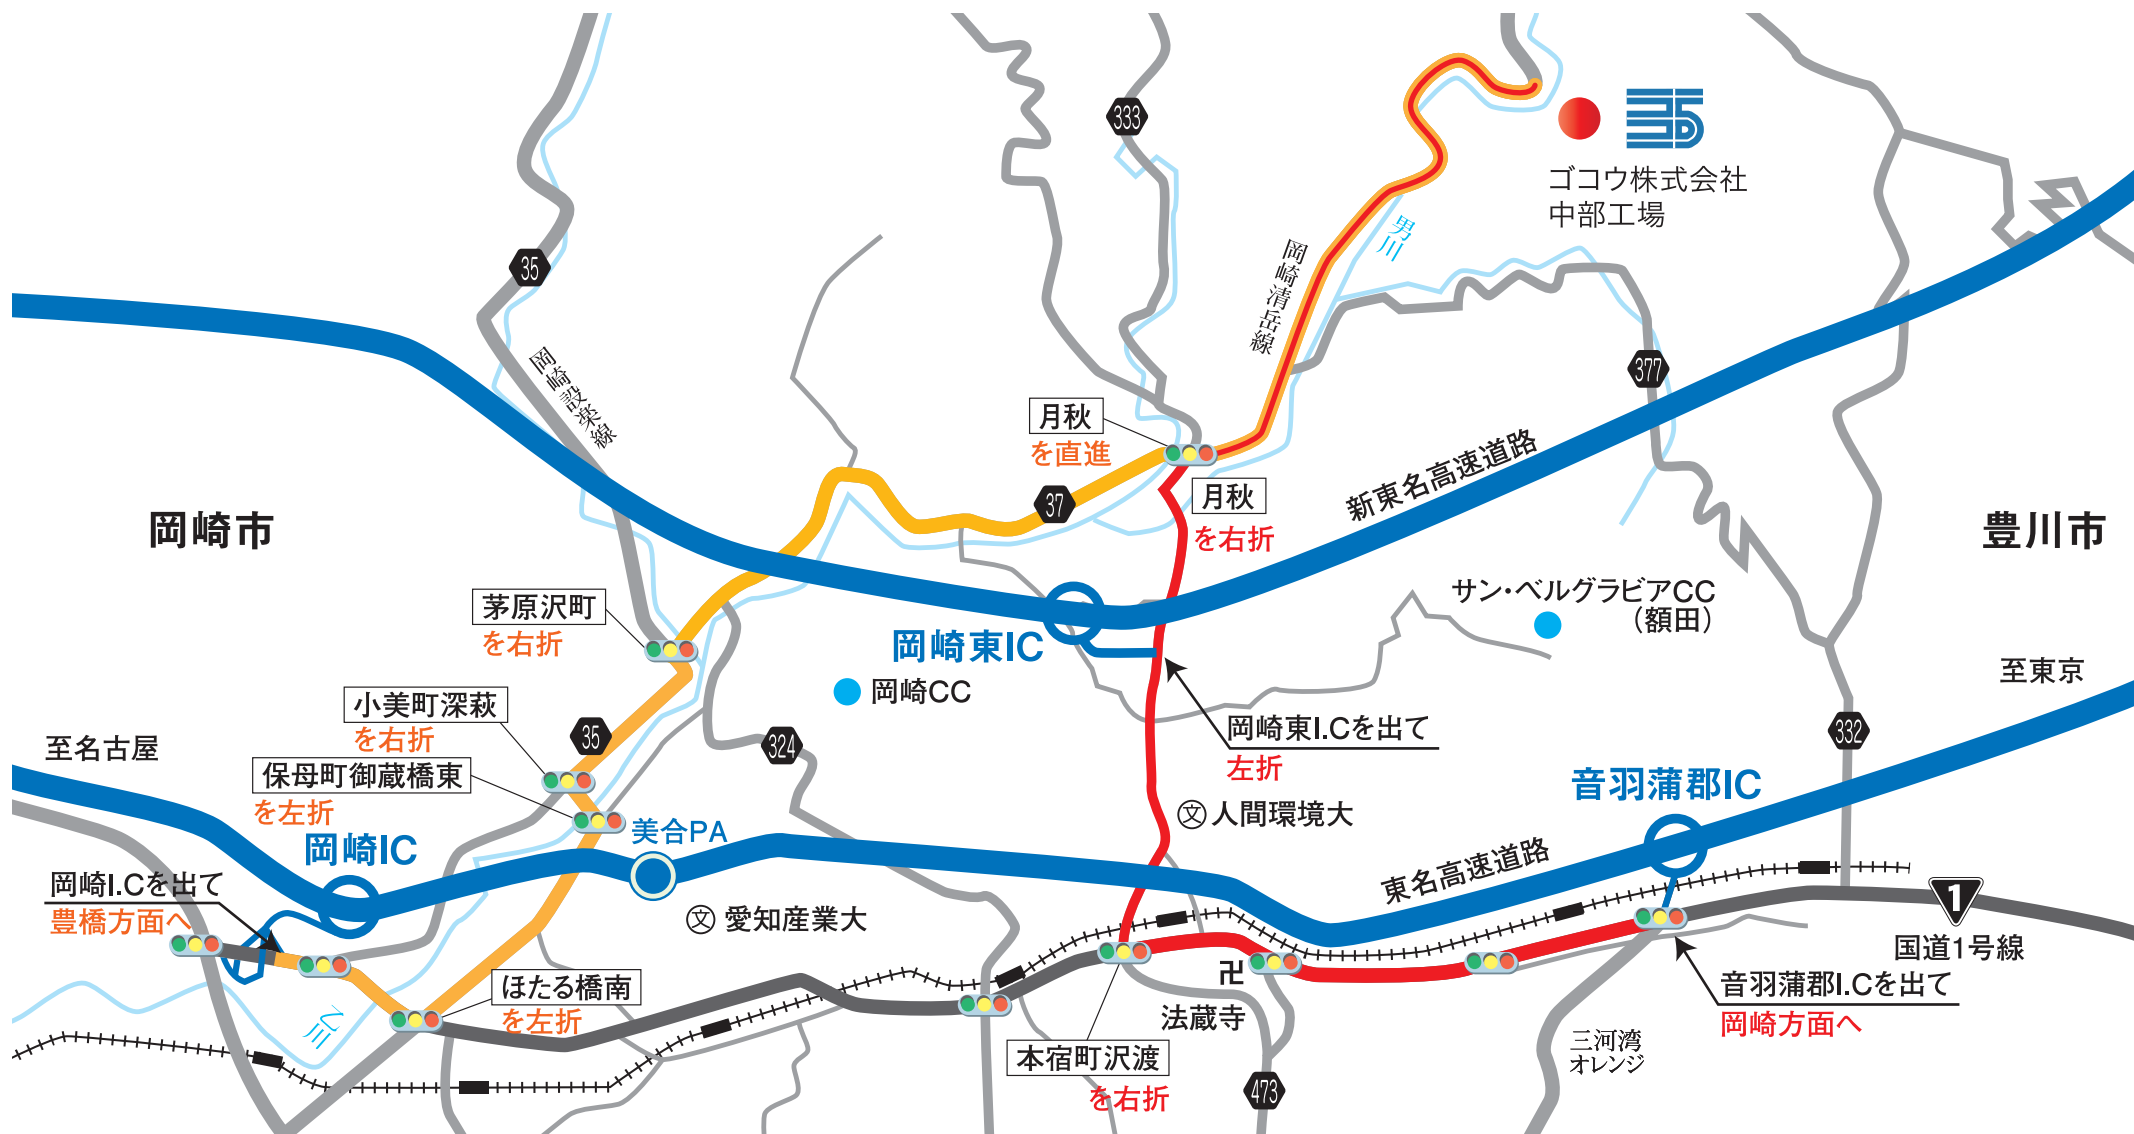 333
ゴコウ株式会社
中部工場
男川
岡崎清岳線
35
岡崎設楽線
377
月秋
を直進
37
月秋
を右折
新東名高速道路
岡崎市
豊川市
サン・ベルグラビアCC
（額田）
茅原沢町
を右折
岡崎東IC
岡崎CC
至東京
小美町深萩
を右折
35
324
岡崎東I.Cを出て
左折
332
至名古屋
保母町御蔵橋東
を左折
音羽蒲郡IC
文 人間環境大
美合PA
岡崎IC
東名高速道路
岡崎I.Cを出て
豊橋方面へ
文 愛知産業大
1
国道1号線
卍
法蔵寺
ほたる橋南
を左折
乙川
音羽蒲郡I.Cを出て
岡崎方面へ
三河湾
オレンジ
本宿町沢渡
を右折
473